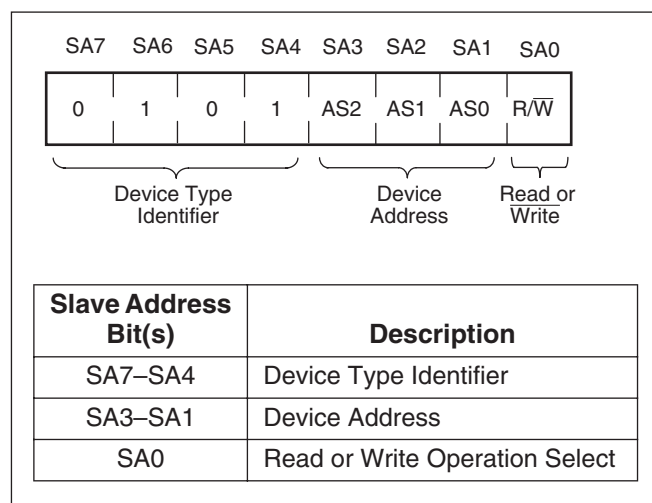 SA7 SA6 SA5 SA4 SA3 SA2 SA1 SA0
0 1 0 1 AS2 AS1 AS0 R/W̅
Device Type Identifier
Device Address
Read or W̅r̅i̅t̅e̅
Slave Address Bit(s) Description
SA7–SA4 Device Type Identifier
SA3–SA1 Device Address
SA0 Read or Write Operation Select